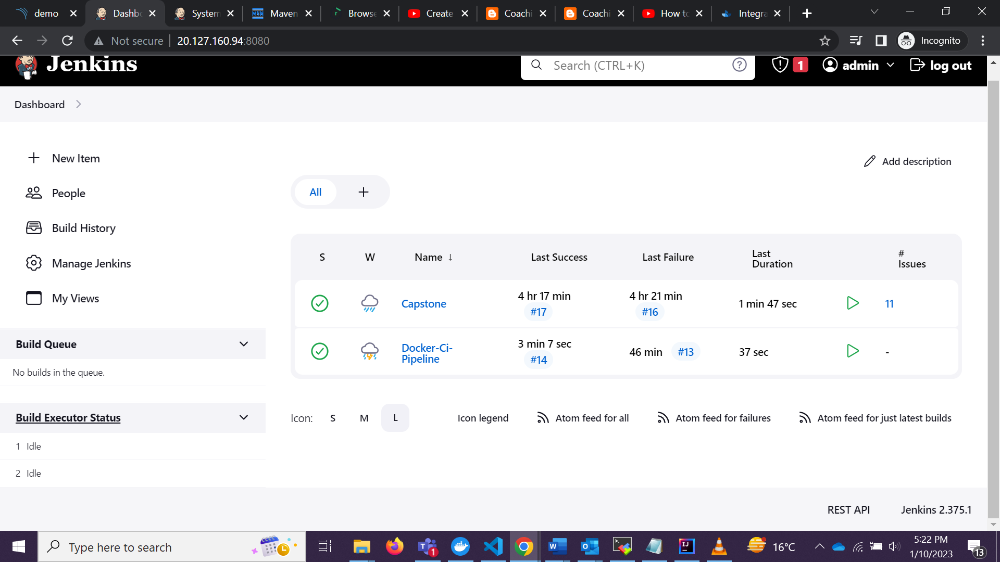 demo
Dashbo
System
Maven
Browse
Create
Coachi
Coachi
How to
Integra
Not secure
20.127.160.94:8080
Incognito
Jenkins
Search (CTRL+K)
1
admin
log out
Dashboard
New Item
People
Build History
Manage Jenkins
My Views
Build Queue
No builds in the queue.
Build Executor Status
1 Idle
2 Idle
Add description
All
S W Name ↓ Last Success Last Failure Last Duration # Issues
Capstone 4 hr 17 min #17 4 hr 21 min #16 1 min 47 sec 11
Docker-Ci-Pipeline 3 min 7 sec #14 46 min #13 37 sec -
Icon: S M L
Icon legend
Atom feed for all
Atom feed for failures
Atom feed for just latest builds
REST API
Jenkins 2.375.1
Type here to search
1
16°C
5:22 PM
1/10/2023
13